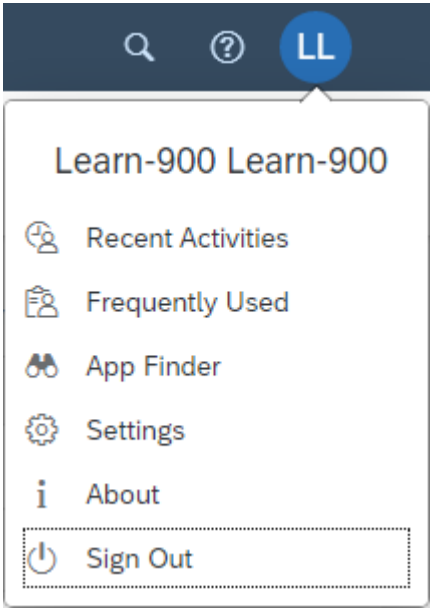 LL
Learn-900 Learn-900
Recent Activities
Frequently Used
App Finder
Settings
About
Sign Out